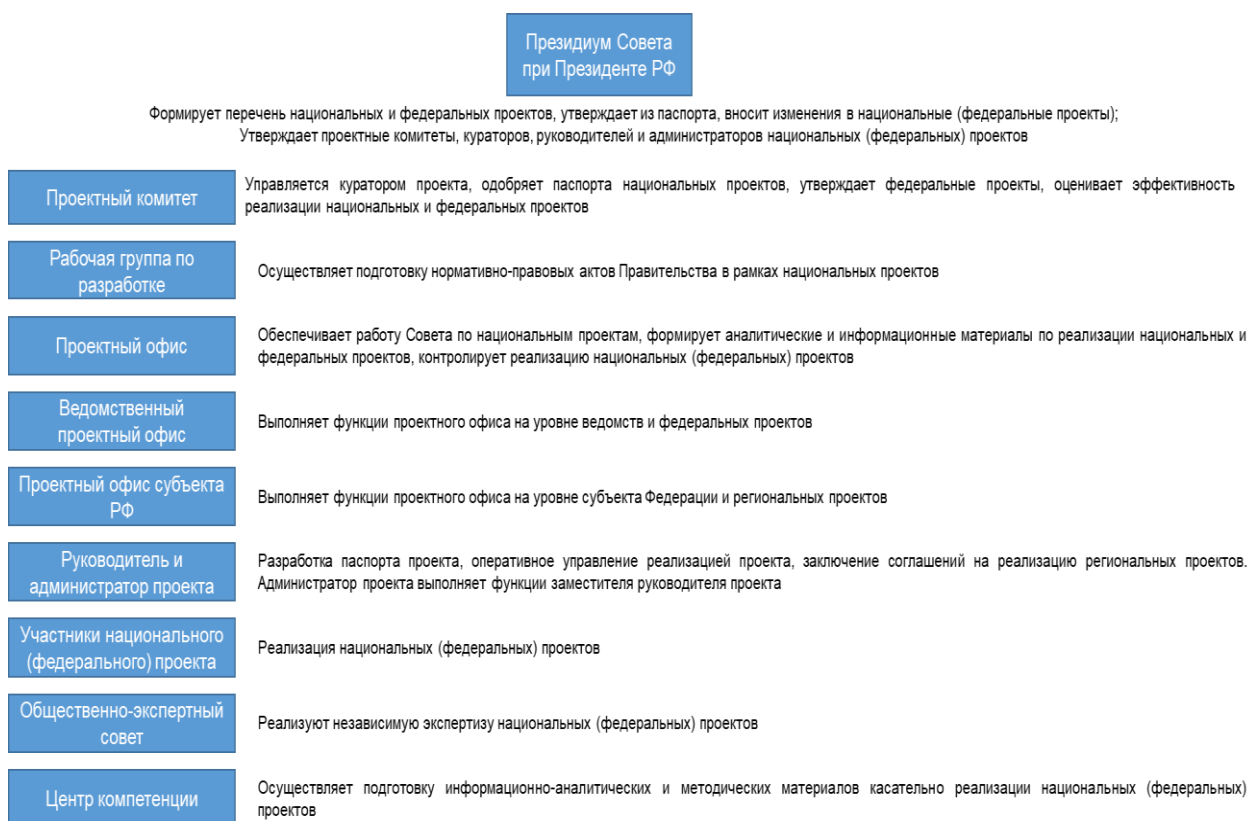 Президиум Совета
при Президенте РФ
Формирует перечень национальных и федеральных проектов, утверждает из паспорта, вносит изменения в национальные (федеральные проекты);
Утверждает проектные комитеты, кураторов, руководителей и администраторов национальных (федеральных) проектов
Проектный комитет
Управляется куратором проекта, одобряет паспорта национальных проектов, утверждает федеральные проекты, оценивает эффективность
реализации национальных и федеральных проектов
Рабочая группа по
разработке
Осуществляет подготовку нормативно-правовых актов Правительства в рамках национальных проектов
Проектный офис
Обеспечивает работу Совета по национальным проектам, формирует аналитические и информационные материалы по реализации национальных и
федеральных проектов, контролирует реализацию национальных (федеральных) проектов
Ведомственный
проектный офис
Выполняет функции проектного офиса на уровне ведомств и федеральных проектов
Проектный офис субъекта
РФ
Выполняет функции проектного офиса на уровне субъекта Федерации и региональных проектов
Руководитель и
администратор проекта
Разработка паспорта проекта, оперативное управление реализацией проекта, заключение соглашений на реализацию региональных проектов.
Администратор проекта выполняет функции заместителя руководителя проекта
Участники национального
(федерального) проекта
Реализация национальных (федеральных) проектов
Общественно-экспертный
совет
Реализуют независимую экспертизу национальных (федеральных) проектов
Центр компетенции
Осуществляет подготовку информационно-аналитических и методических материалов касательно реализации национальных (федеральных)
проектов